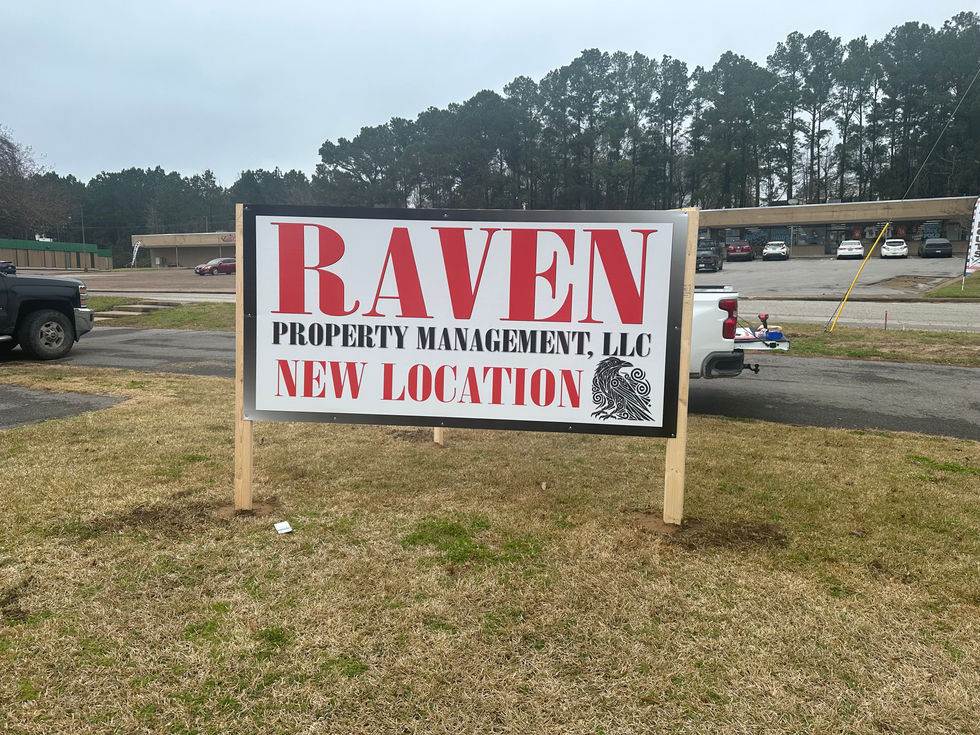 RAVEN
PROPERTY MANAGEMENT, LLC
NEW LOCATION